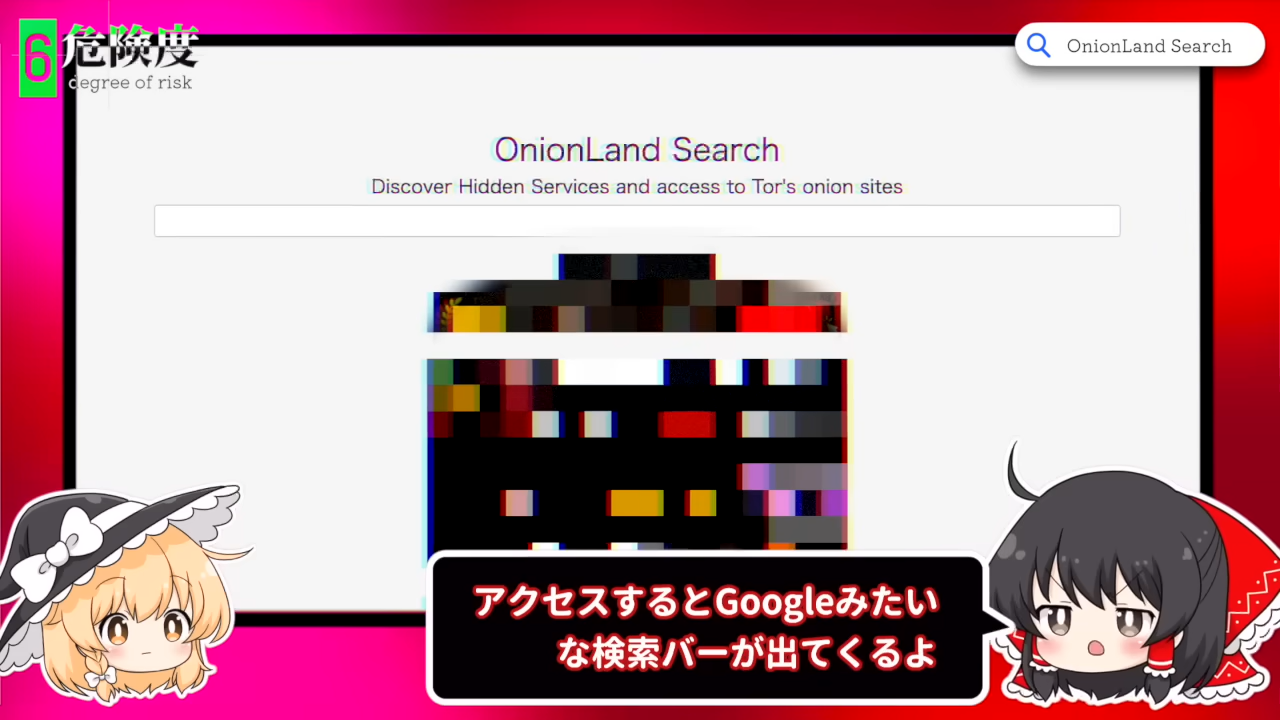 6 危険度
degree of risk
OnionLand Search
OnionLand Search
Discover Hidden Services and access to Tor's onion sites
アクセスするとGoogleみたい
な検索バーが出てくるよ